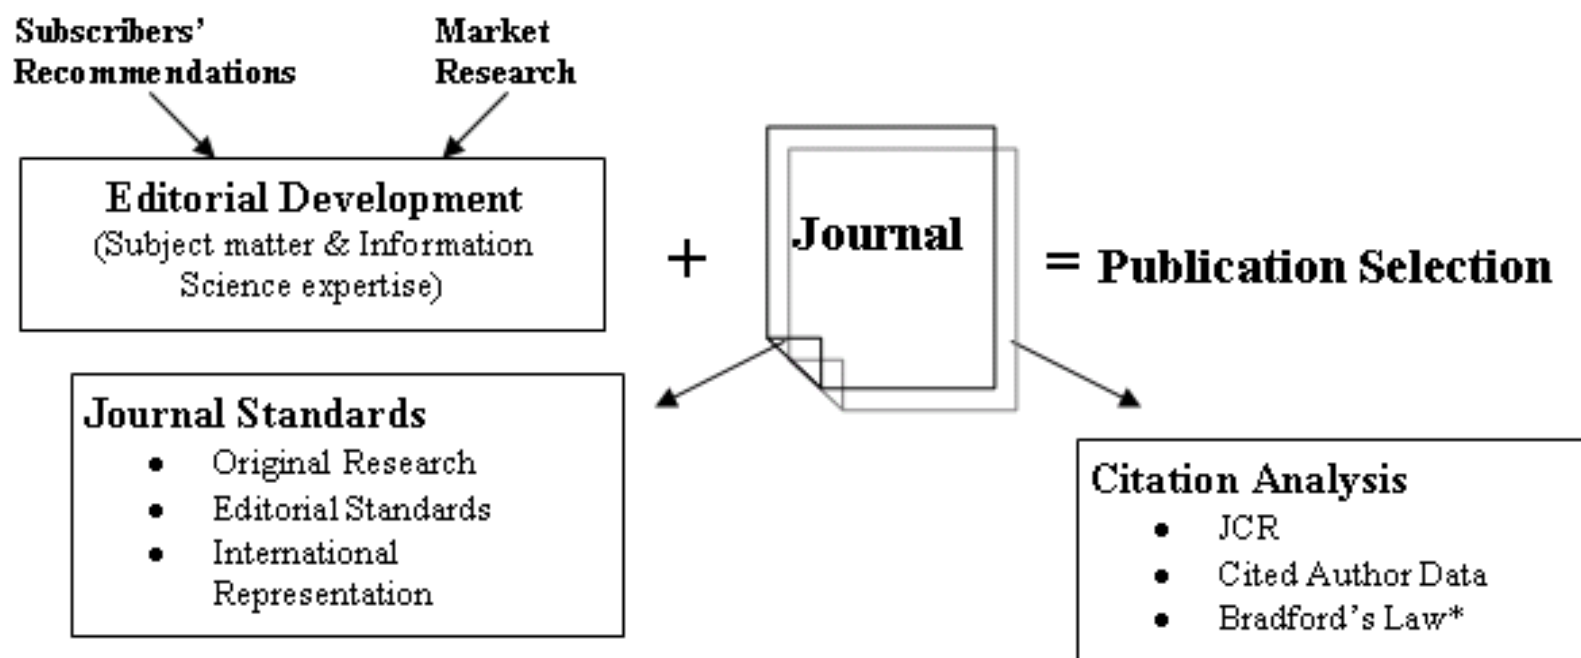 Subscribers’
Recommendations
Market
Research
Editorial Development
(Subject matter & Information
Science expertise)
+
Journal
= Publication Selection
Journal Standards
● Original Research
● Editorial Standards
● International
Representation
Citation Analysis
● JCR
● Cited Author Data
● Bradford’s Law*